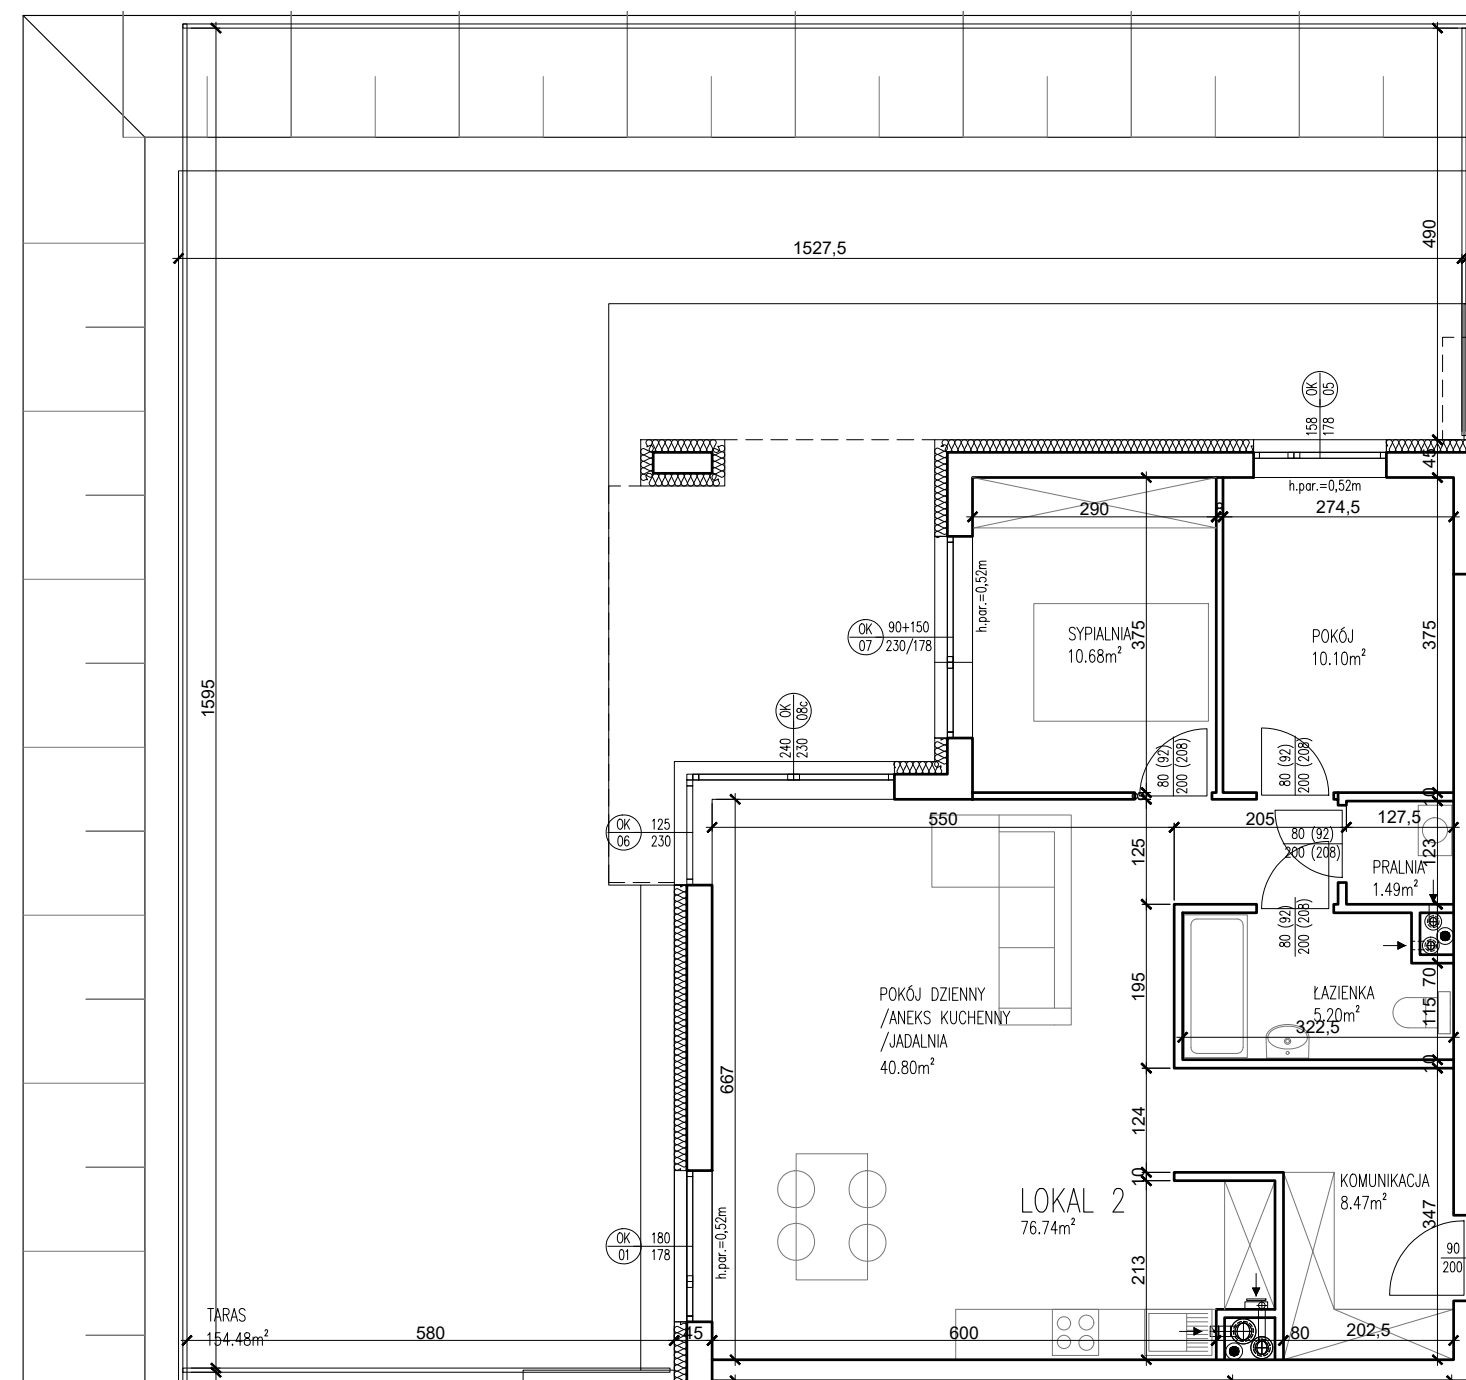 1527,5
490
OK
05
158
178
45
h.par.=0,52m
290
274,5
h.par.=0,52m
OK
07
90+150
230/178
SYPIALNIA
10.68m²
375
POKÓJ
10.10m²
375
1595
OK
08c
240
230
80 (92)
200 (208)
80 (92)
200 (208)
550
205
127,5
OK
06
125
230
125
80 (92)
200 (208)
123
PRALNIA
1.49m²
80 (92)
200 (208)
POKÓJ DZIENNY
/ANEKS KUCHENNY
/JADALNIA
40.80m²
195
70
ŁAZIENKA
5.20m²
322,5
115
10
667
124
10
LOKAL 2
76.74m²
KOMUNIKACJA
8.47m²
347
OK
01
180
178
h.par.=0,52m
213
90
200
TARAS
154.48m²
580
45
600
80
202,5